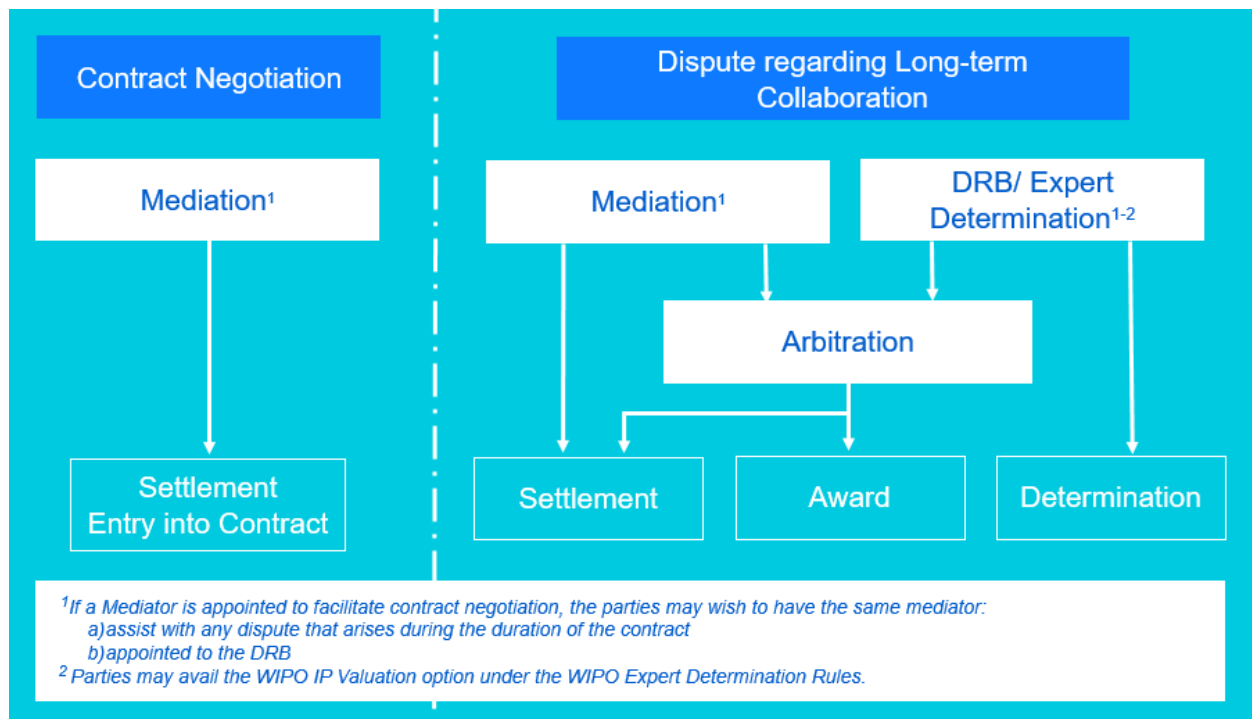 Contract Negotiation
Dispute regarding Long-term
Collaboration
Mediation¹
Mediation¹
DRB/ Expert
Determination¹⁻²
Arbitration
Settlement
Entry into Contract
Settlement
Award
Determination
¹If a Mediator is appointed to facilitate contract negotiation, the parties may wish to have the same mediator:
a)assist with any dispute that arises during the duration of the contract
b)appointed to the DRB
² Parties may avail the WIPO IP Valuation option under the WIPO Expert Determination Rules.